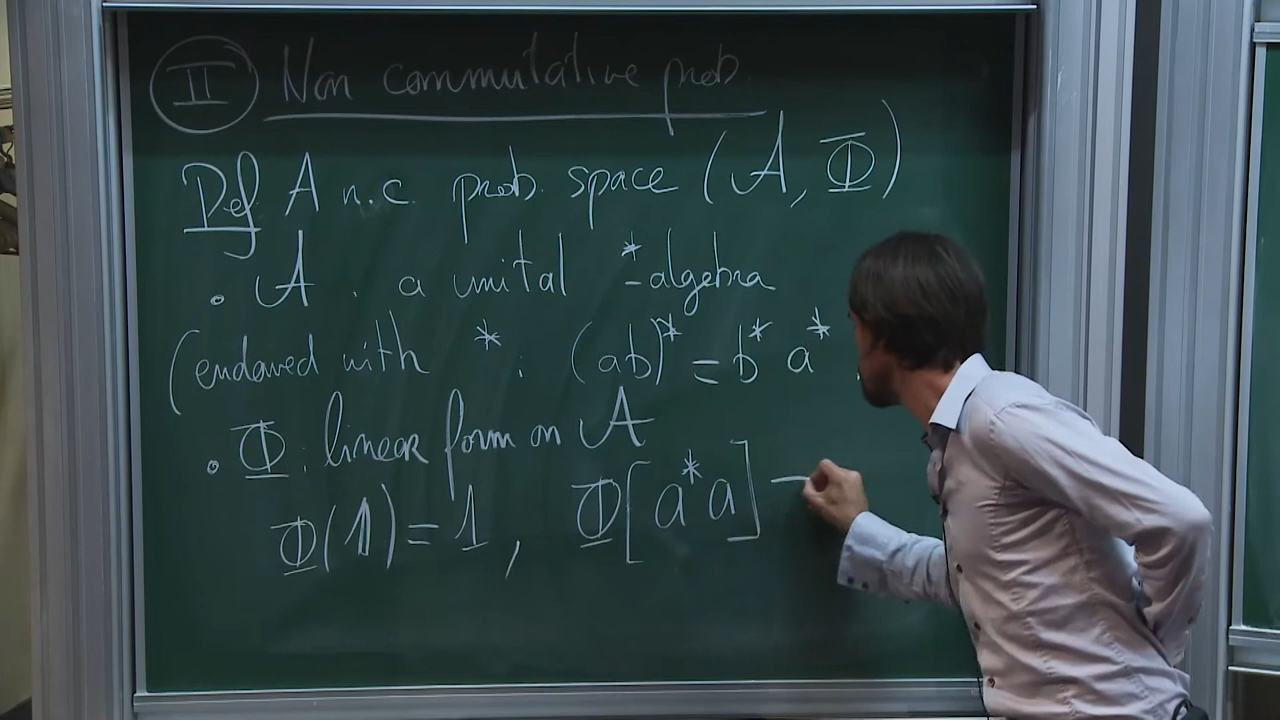 II Non commutative prob.
Def A n.c. prob. space (A, Φ)
• A : a unital *-algebra
(endowed with * : (ab)* = b* a*
• Φ : linear form on A
Φ(1) = 1, Φ[a*a]